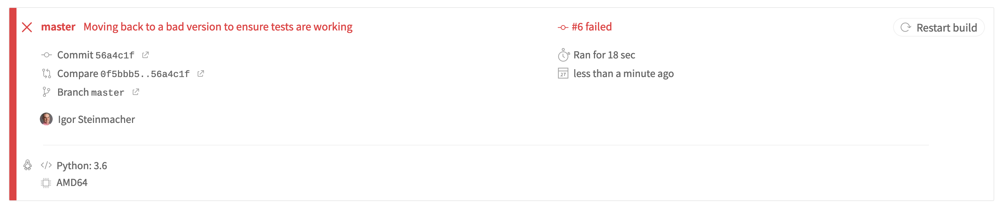 master Moving back to a bad version to ensure tests are working
#6 failed
Restart build
Commit 56a4c1f
Ran for 18 sec
Compare 0f5bbb5..56a4c1f
27 less than a minute ago
Branch master
Igor Steinmacher
</> Python: 3.6
AMD64